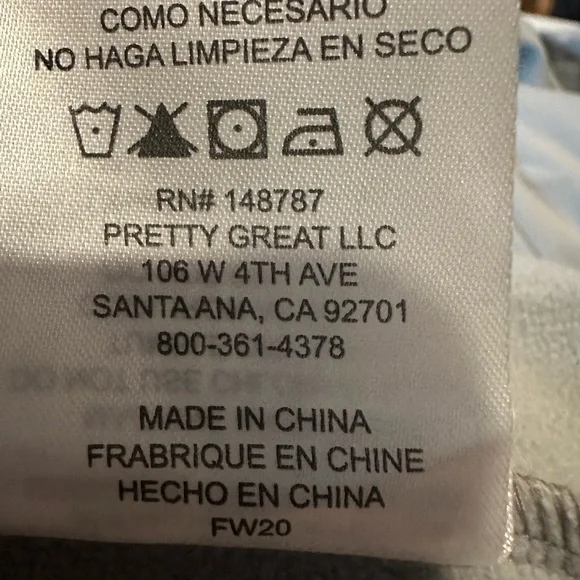 COMO NECESARIO
NO HAGA LIMPIEZA EN SECO
RN# 148787
PRETTY GREAT LLC
106 W 4TH AVE
SANTA ANA, CA 92701
800-361-4378
MADE IN CHINA
FRABRIQUE EN CHINE
HECHO EN CHINA
FW20